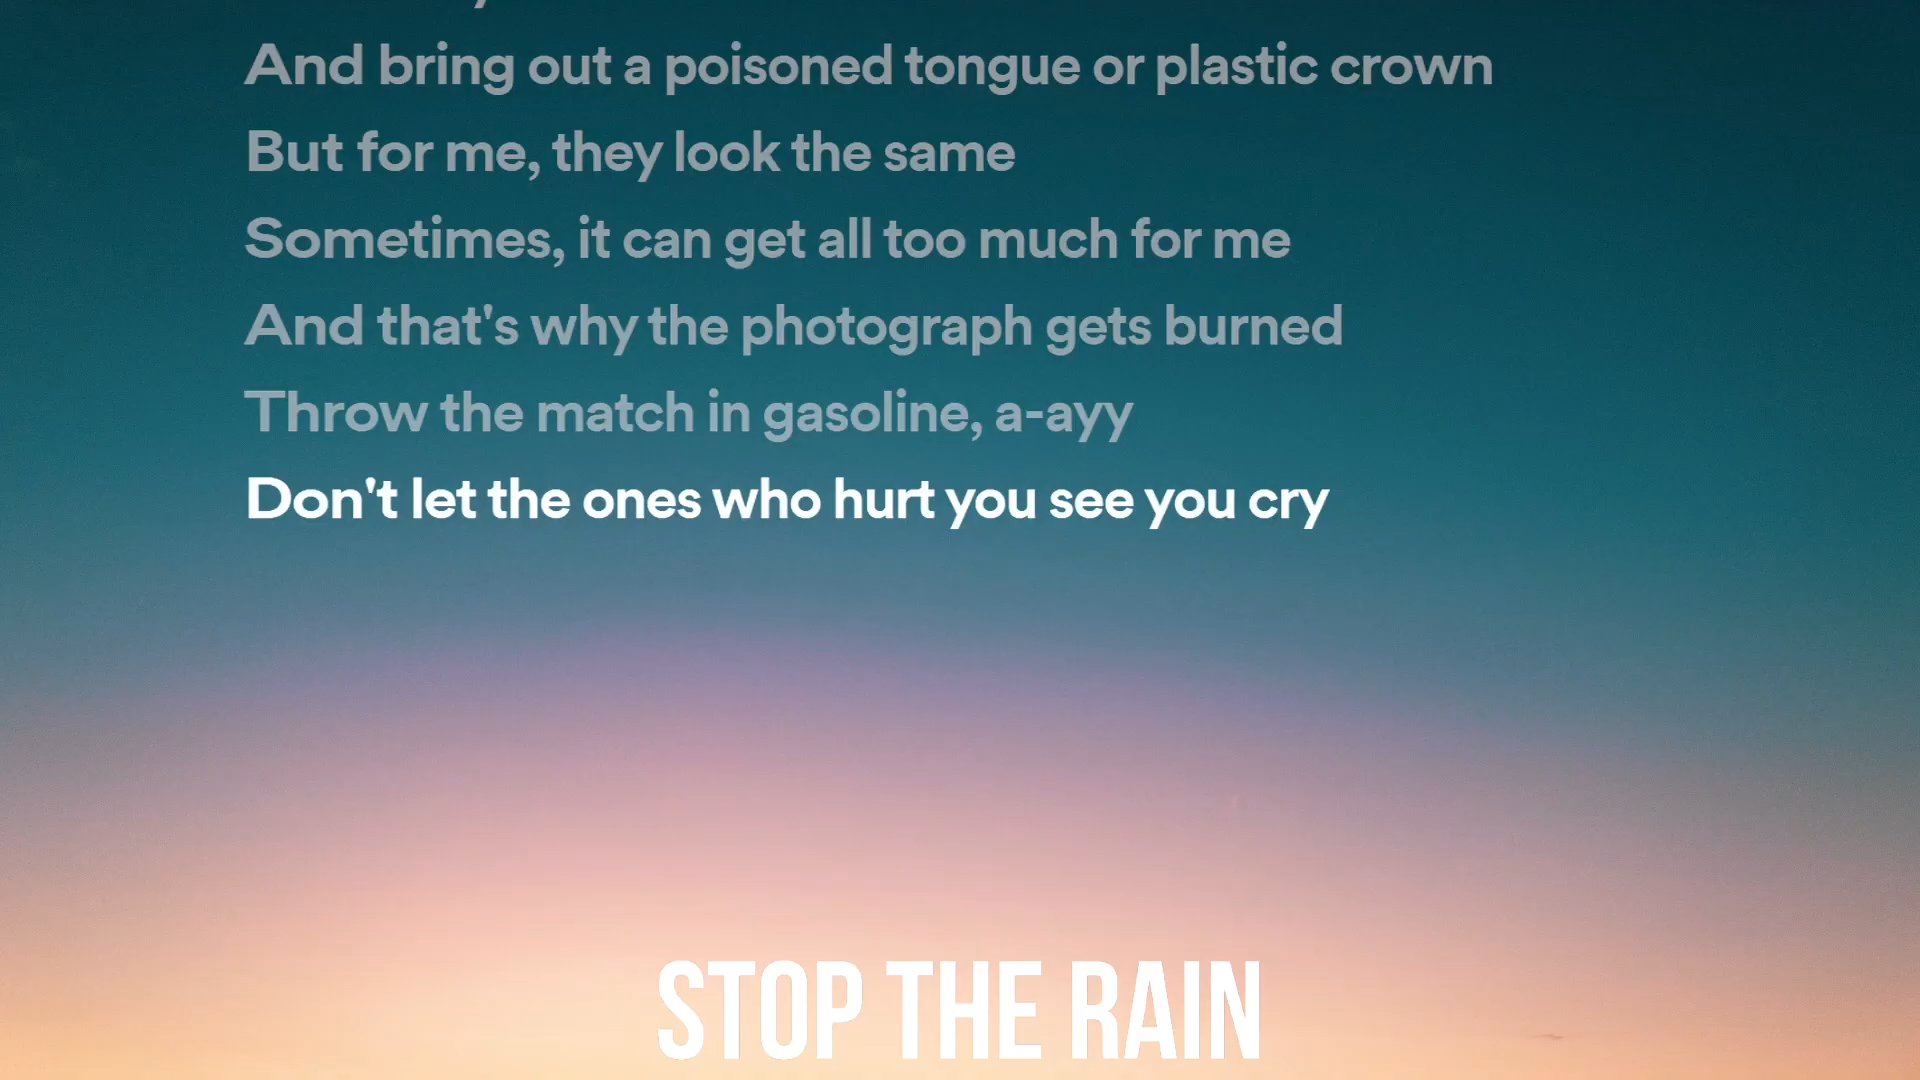 And bring out a poisoned tongue or plastic crown
But for me, they look the same
Sometimes, it can get all too much for me
And that's why the photograph gets burned
Throw the match in gasoline, a-ayy
Don't let the ones who hurt you see you cry
STOP THE RAIN